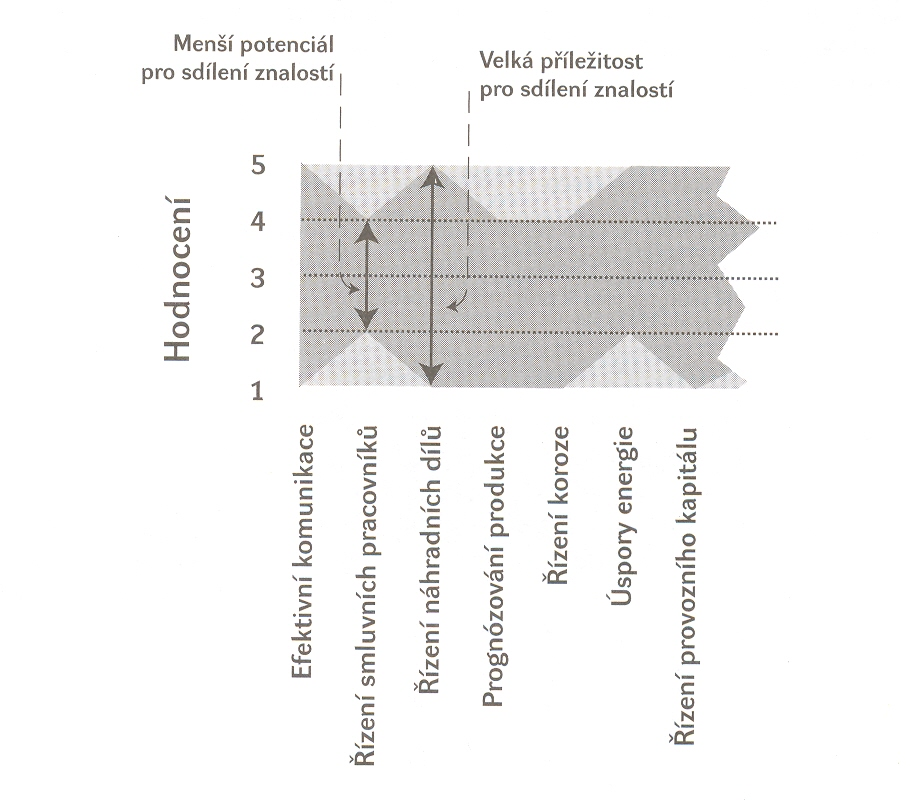 Menší potenciál
pro sdílení znalostí
Velká příležitost
pro sdílení znalostí
Hodnocení
5
4
3
2
1
Efektivní komunikace
Řízení smluvních pracovníků
Řízení náhradních dílů
Prognózování produkce
Řízení koroze
Úspory energie
Řízení provozního kapitálu